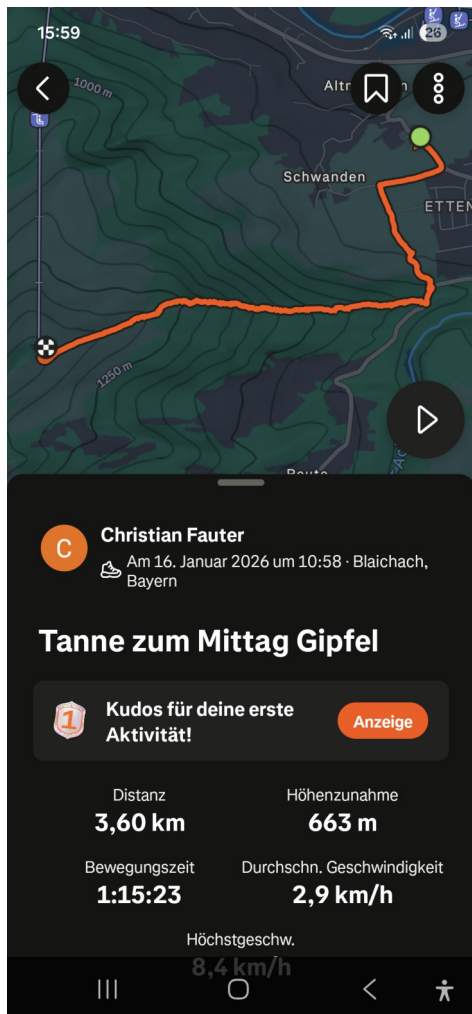 15:59
26
1000 m
Schwanden
ETTEN
1250 m
C
Christian Fauter
Am 16. Januar 2026 um 10:58 · Blaichach,
Bayern
Tanne zum Mittag Gipfel
1
Kudos für deine erste
Aktivität!
Anzeige
Distanz
Höhenzunahme
3,60 km
663 m
Bewegungszeit
Durchschn. Geschwindigkeit
1:15:23
2,9 km/h
Höchstgeschw.
8,4 km/h